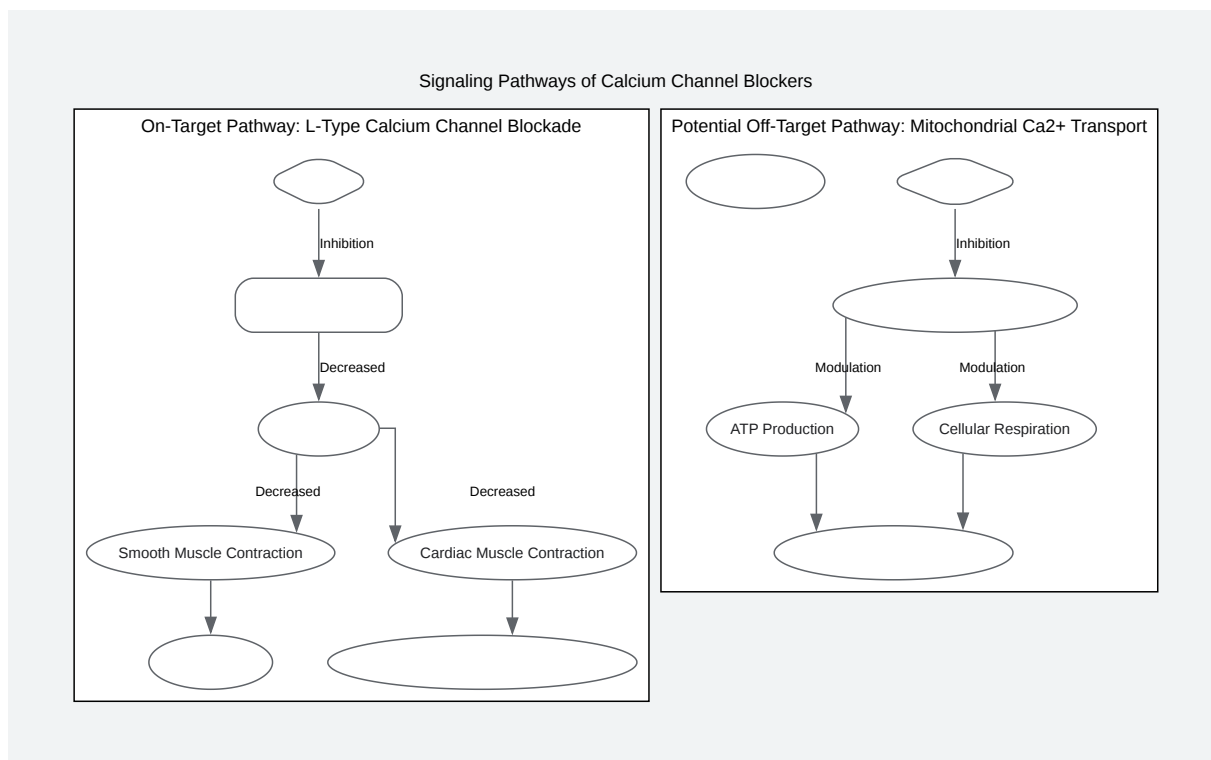 Signaling Pathways of Calcium Channel Blockers
On-Target Pathway: L-Type Calcium Channel Blockade
Inhibition
Decreased
Decreased
Decreased
Smooth Muscle Contraction
Cardiac Muscle Contraction
Potential Off-Target Pathway: Mitochondrial Ca2+ Transport
Inhibition
Modulation
Modulation
ATP Production
Cellular Respiration